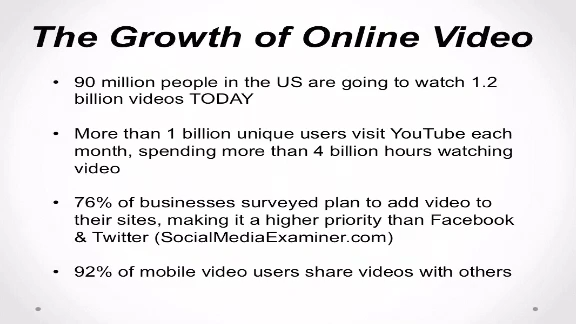 The Growth of Online Video
• 90 million people in the US are going to watch 1.2
billion videos TODAY
• More than 1 billion unique users visit YouTube each
month, spending more than 4 billion hours watching
video
• 76% of businesses surveyed plan to add video to
their sites, making it a higher priority than Facebook
& Twitter (SocialMediaExaminer.com)
• 92% of mobile video users share videos with others